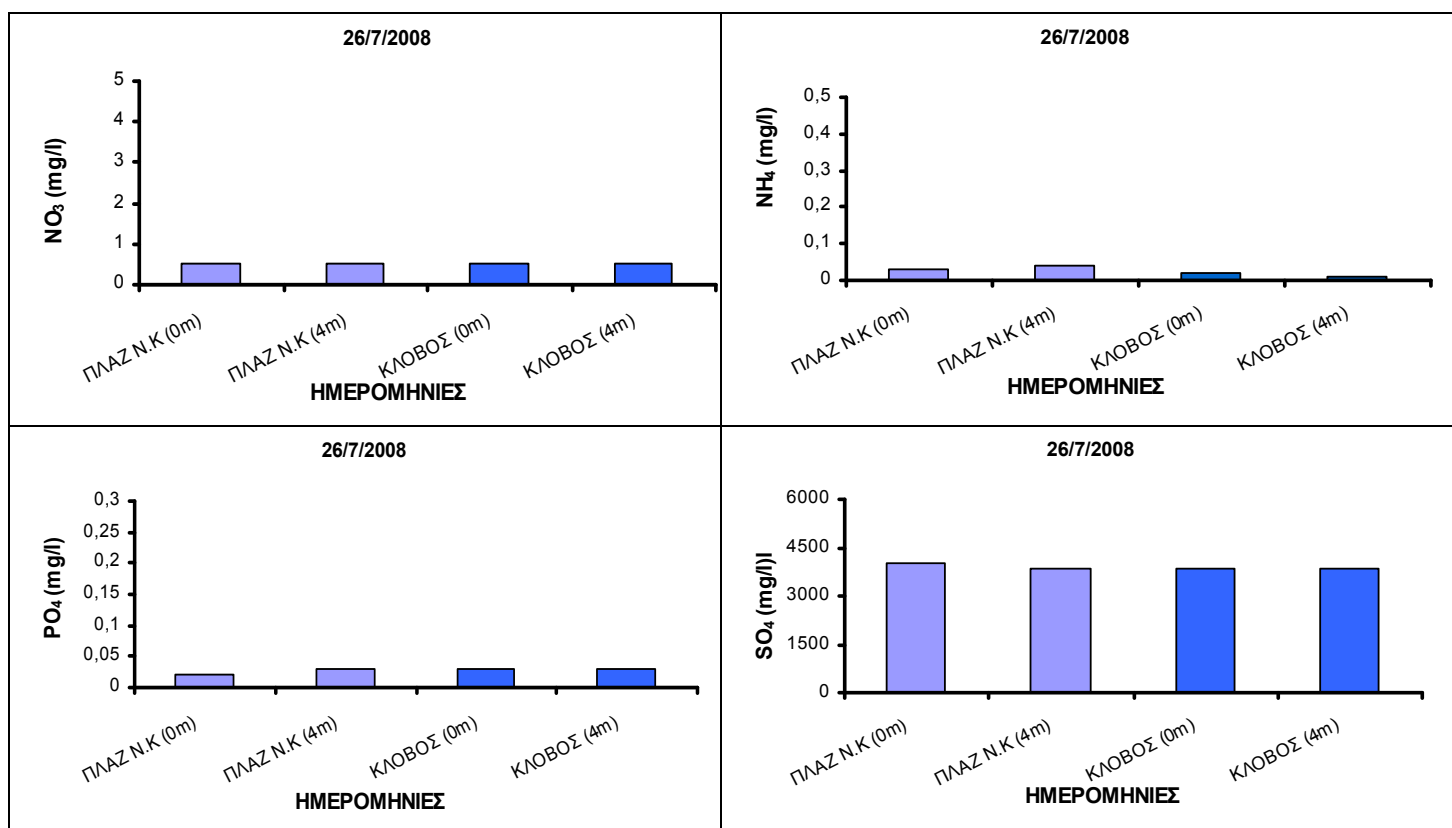 26/7/2008
NO₃ (mg/l)
5
4
3
2
1
0
ΠΛΑΖ Ν.Κ (0m)
ΠΛΑΖ Ν.Κ (4m)
ΚΛΟΒΟΣ (0m)
ΚΛΟΒΟΣ (4m)
ΗΜΕΡΟΜΗΝΙΕΣ
26/7/2008
NH₄ (mg/l)
0,5
0,4
0,3
0,2
0,1
0
ΠΛΑΖ Ν.Κ (0m)
ΠΛΑΖ Ν.Κ (4m)
ΚΛΟΒΟΣ (0m)
ΚΛΟΒΟΣ (4m)
ΗΜΕΡΟΜΗΝΙΕΣ
26/7/2008
PO₄ (mg/l)
0,3
0,25
0,2
0,15
0,1
0,05
0
ΠΛΑΖ Ν.Κ (0m)
ΠΛΑΖ Ν.Κ (4m)
ΚΛΟΒΟΣ (0m)
ΚΛΟΒΟΣ (4m)
ΗΜΕΡΟΜΗΝΙΕΣ
26/7/2008
SO₄ (mg/l)l
6000
4500
3000
1500
0
ΠΛΑΖ Ν.Κ (0m)
ΠΛΑΖ Ν.Κ (4m)
ΚΛΟΒΟΣ (0m)
ΚΛΟΒΟΣ (4m)
ΗΜΕΡΟΜΗΝΙΕΣ